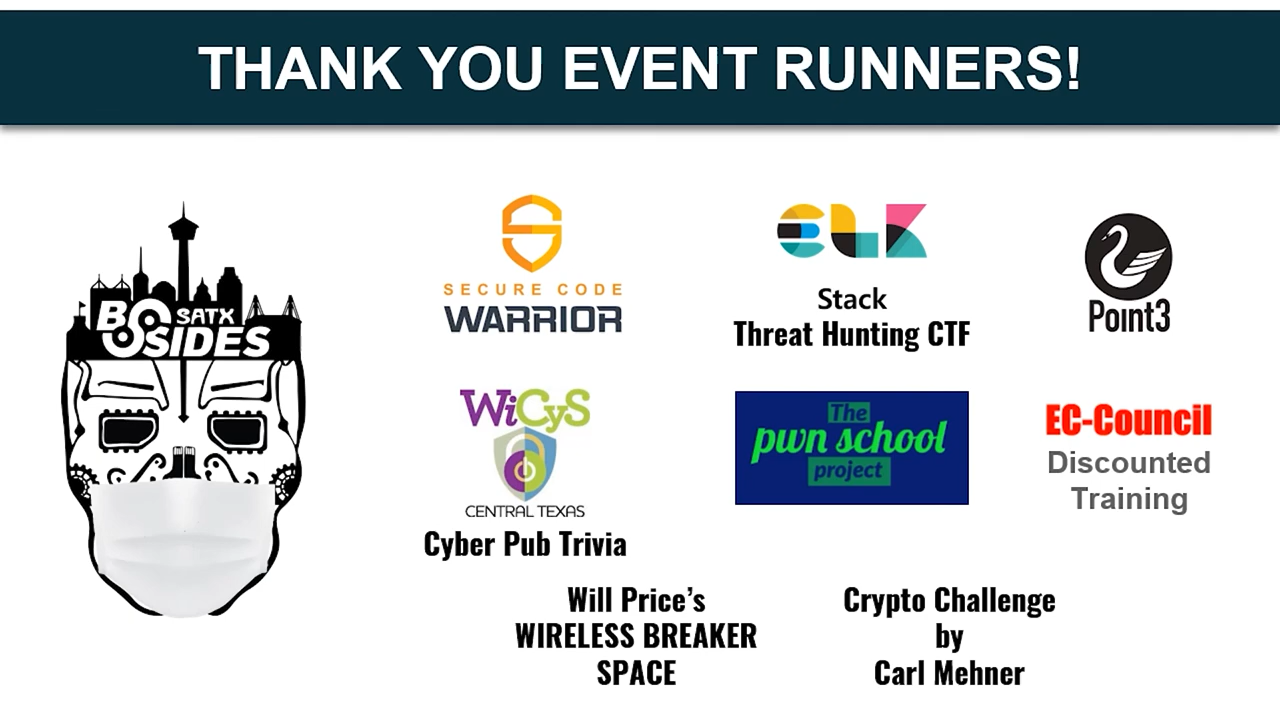 THANK YOU EVENT RUNNERS!
BSIDES SATX
SECURE CODE
WARRIOR
ELK
Stack
Threat Hunting CTF
Point3
WiCyS
CENTRAL TEXAS
Cyber Pub Trivia
The
pwn school
project
EC-Council
Discounted
Training
Will Price’s
WIRELESS BREAKER
SPACE
Crypto Challenge
by
Carl Mehner